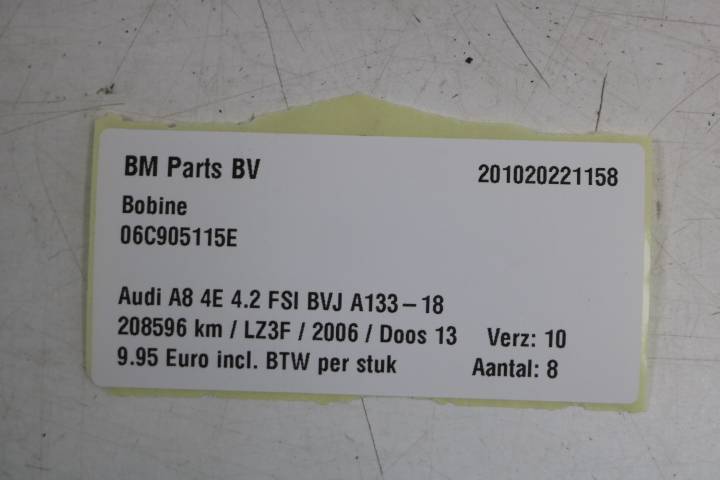 BM Parts BV 201020221158
Bobine
06C905115E
Audi A8 4E 4.2 FSI BVJ A133-18
208596 km / LZ3F / 2006 / Doos 13 Verz: 10
9.95 Euro incl. BTW per stuk Aantal: 8